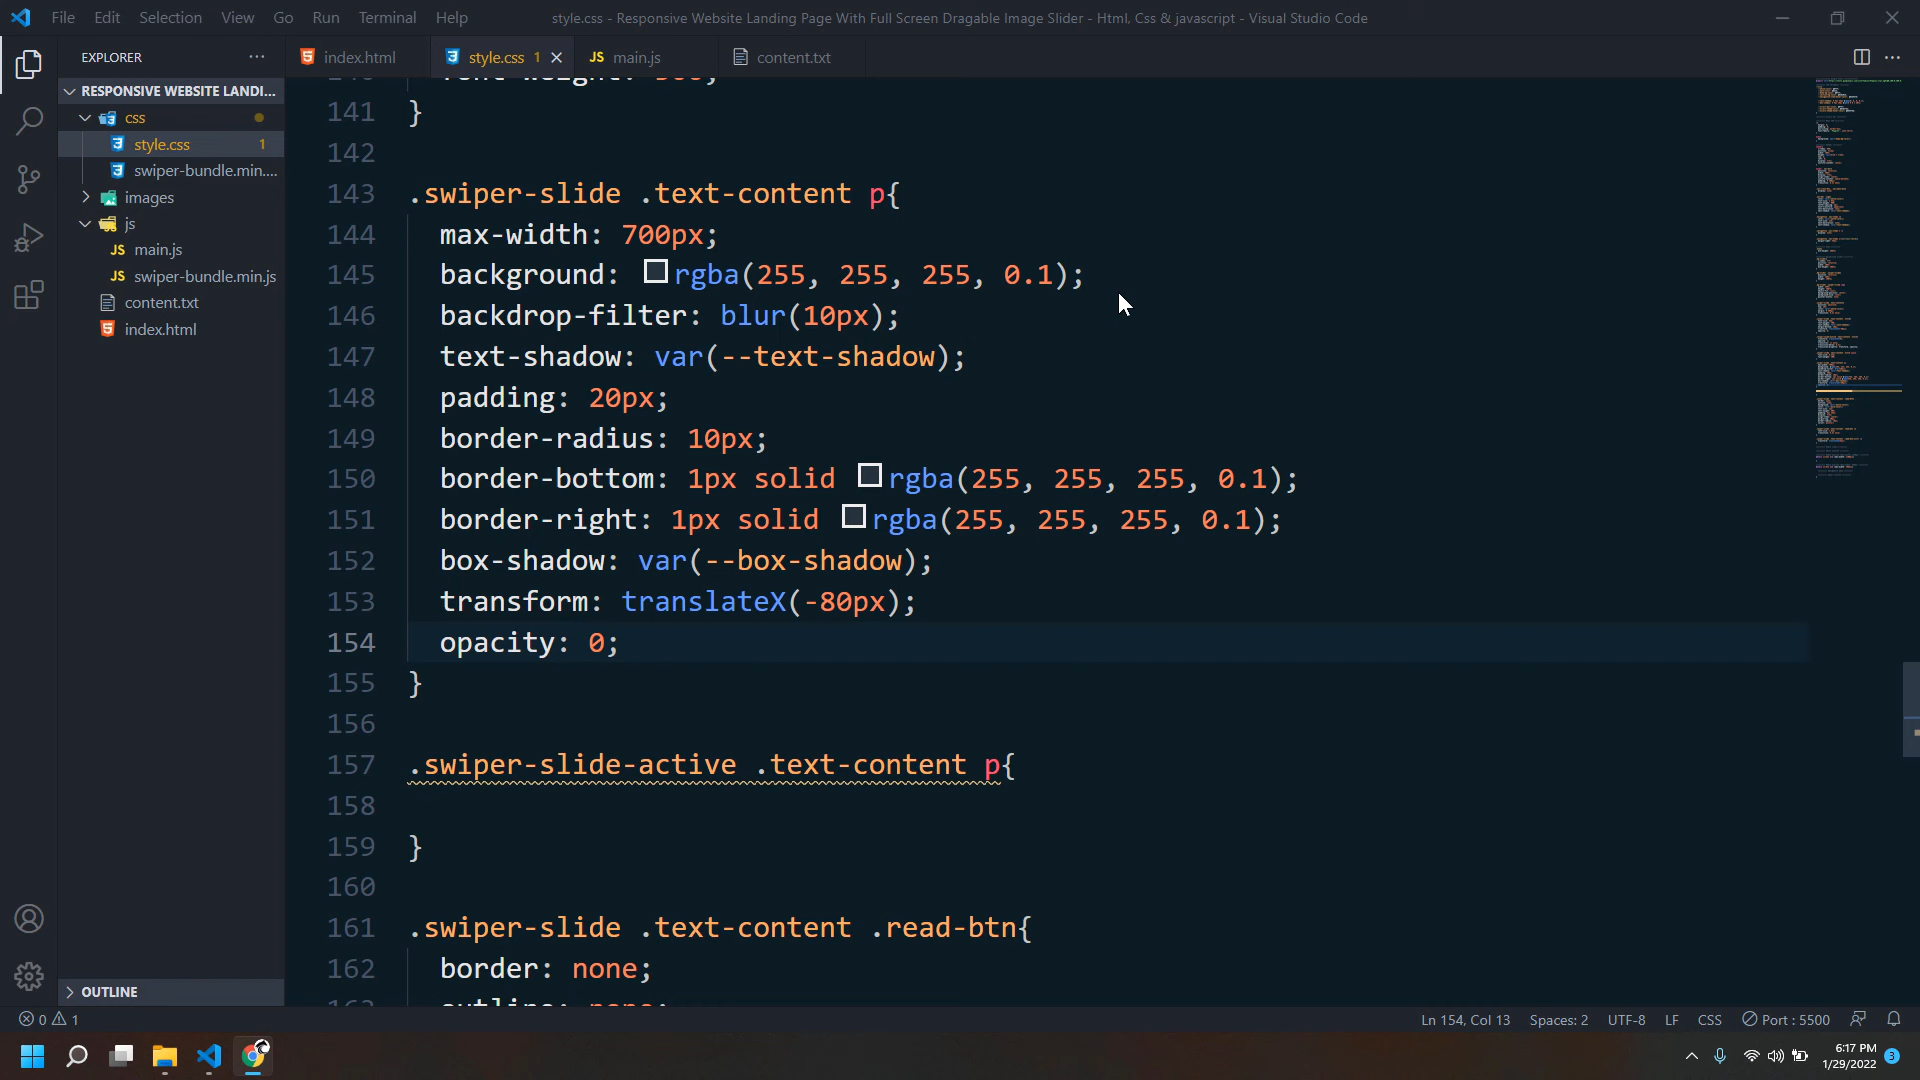 File Edit Selection View Go Run Terminal Help
style.css - Responsive Website Landing Page With Full Screen Dragable Image Slider - Html, Css & javascript - Visual Studio Code
EXPLORER
index.html
style.css 1
JS main.js
content.txt
RESPONSIVE WEBSITE LANDI...
css
style.css 1
swiper-bundle.min....
images
js
JS main.js
JS swiper-bundle.min.js
content.txt
index.html
OUTLINE
141 }
142
143 .swiper-slide .text-content p{
144 max-width: 700px;
145 background: rgba(255, 255, 255, 0.1);
146 backdrop-filter: blur(10px);
147 text-shadow: var(--text-shadow);
148 padding: 20px;
149 border-radius: 10px;
150 border-bottom: 1px solid rgba(255, 255, 255, 0.1);
151 border-right: 1px solid rgba(255, 255, 255, 0.1);
152 box-shadow: var(--box-shadow);
153 transform: translateX(-80px);
154 opacity: 0;
155 }
156
157 .swiper-slide-active .text-content p{
158
159 }
160
161 .swiper-slide .text-content .read-btn{
162 border: none;
0 1
Ln 154, Col 13 Spaces: 2 UTF-8 LF CSS Port : 5500
6:17 PM
1/29/2022
3